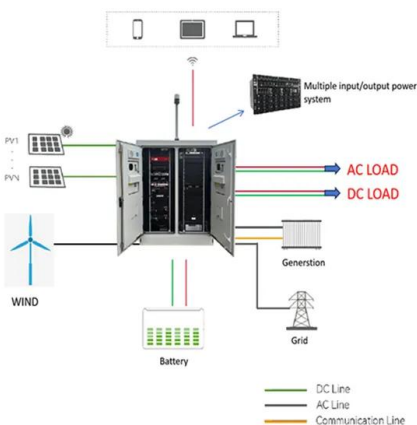 Multiple input/output power
system
PV1
PVN
AC LOAD
DC LOAD
WIND
Generstion
Grid
Battery
DC Line
AC Line
Communication Line